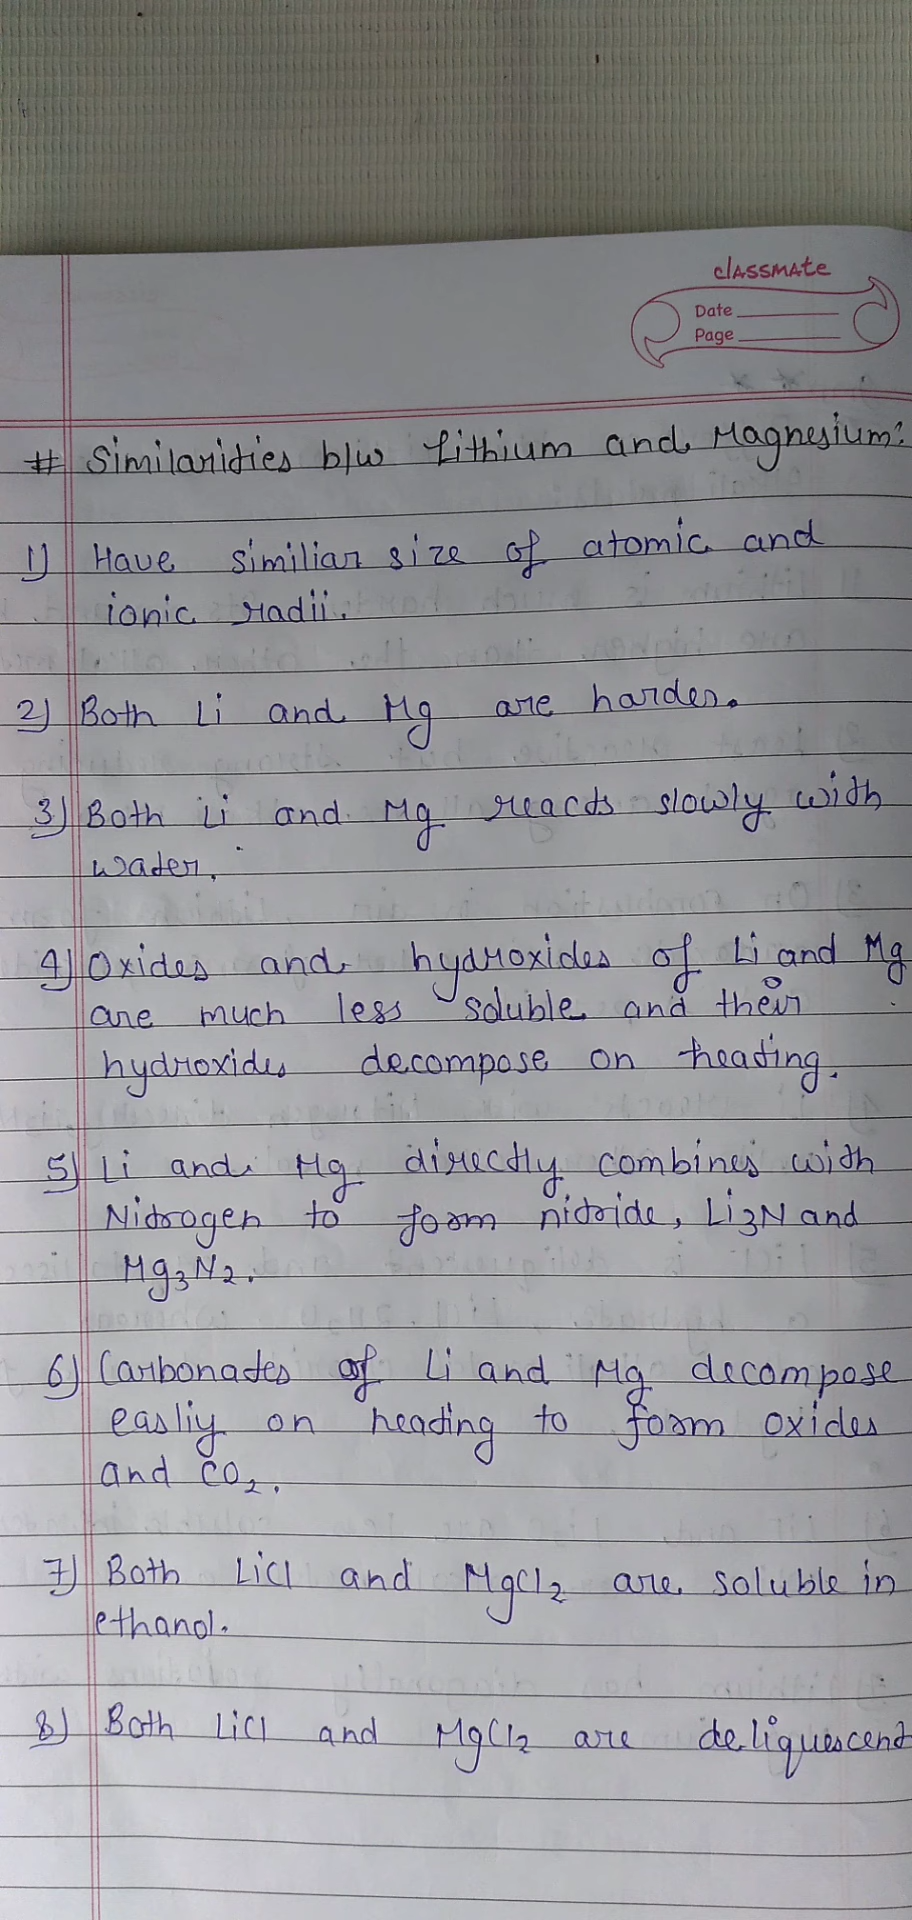 classmate
Date
Page
# Similarities b/w Lithium and Magnesium:
1) Have similiar size of atomic and
ionic radii.
2) Both Li and Mg are harder.
3) Both Li and Mg reacts slowly with
water.
4) Oxides and hydroxides of Li and Mg
are much less soluble and their
hydroxides decompose on heating.
5) Li and Mg directly combines with
Nitrogen to form nitride, Li3N and
Mg3N2.
6) Carbonates of Li and Mg decompose
easliy on heating to form oxides
and CO2.
7) Both LiCl and MgCl2 are soluble in
ethanol.
8) Both LiCl and MgCl2 are deliquescent